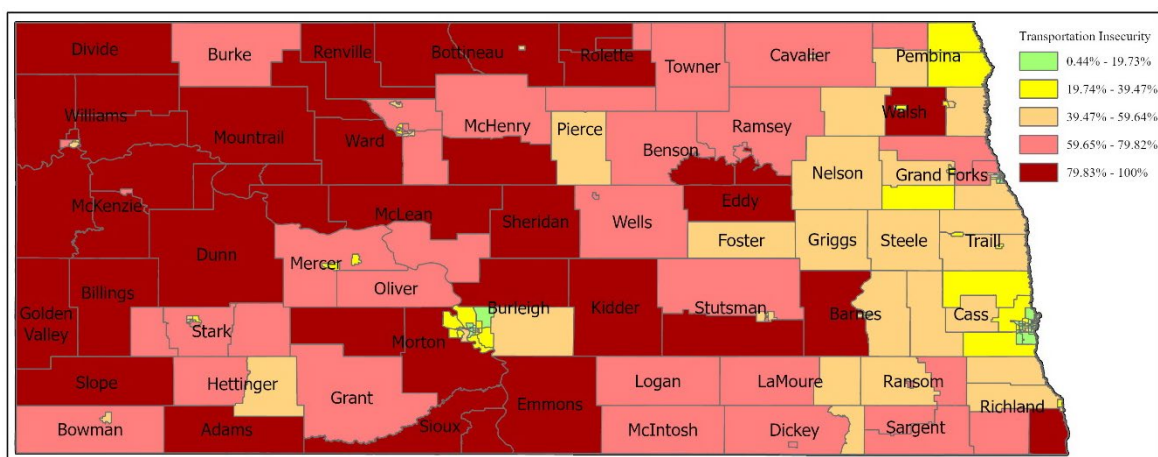 Transportation Insecurity
0.44% - 19.73%
19.74% - 39.47%
39.47% - 59.64%
59.65% - 79.82%
79.83% - 100%
Divide
Burke
Renville
Bottineau
Rolette
Towner
Cavalier
Pembina
Williams
Mountrail
Ward
McHenry
Pierce
Benson
Ramsey
Walsh
Nelson
Grand Forks
McKenzie
McLean
Sheridan
Wells
Eddy
Foster
Griggs
Steele
Traill
Dunn
Mercer
Oliver
Billings
Golden
Valley
Stark
Morton
Burleigh
Kidder
Stutsman
Barnes
Cass
Slope
Hettinger
Grant
Emmons
Logan
LaMoure
Ransom
Richland
Bowman
Adams
Sioux
McIntosh
Dickey
Sargent